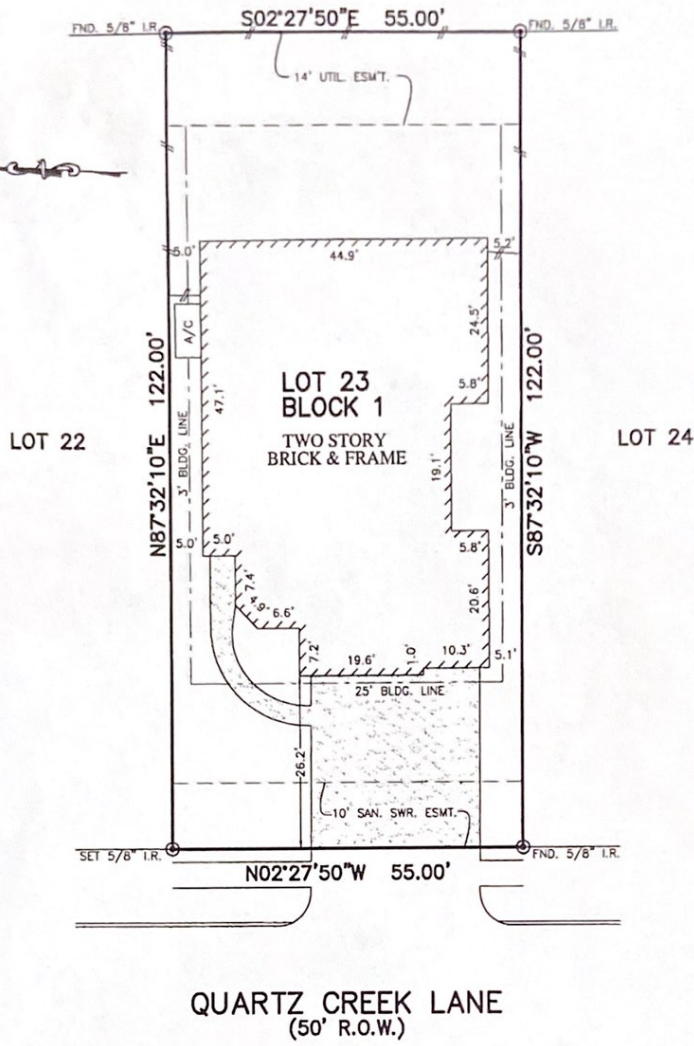 S02°27'50"E 55.00'
FND. 5/8" I.R.
FND. 5/8" I.R.
14' UTIL. ESM'T.
5.0'
5.2'
44.9'
A/C
24.5'
N87°32'10"E 122.00'
S87°32'10"W 122.00'
47.1'
LOT 23
BLOCK 1
5.8'
3' BLDG. LINE
3' BLDG. LINE
LOT 22
LOT 24
TWO STORY
BRICK & FRAME
19.1'
5.0'
5.0'
5.8'
7.4'
4.9'
6.6'
20.6'
7.2'
19.6'
1.0'
10.3'
5.1'
25' BLDG. LINE
26.2'
10' SAN. SWR. ESMT.
SET 5/8" I.R.
FND. 5/8" I.R.
N02°27'50"W 55.00'
QUARTZ CREEK LANE
(50' R.O.W.)